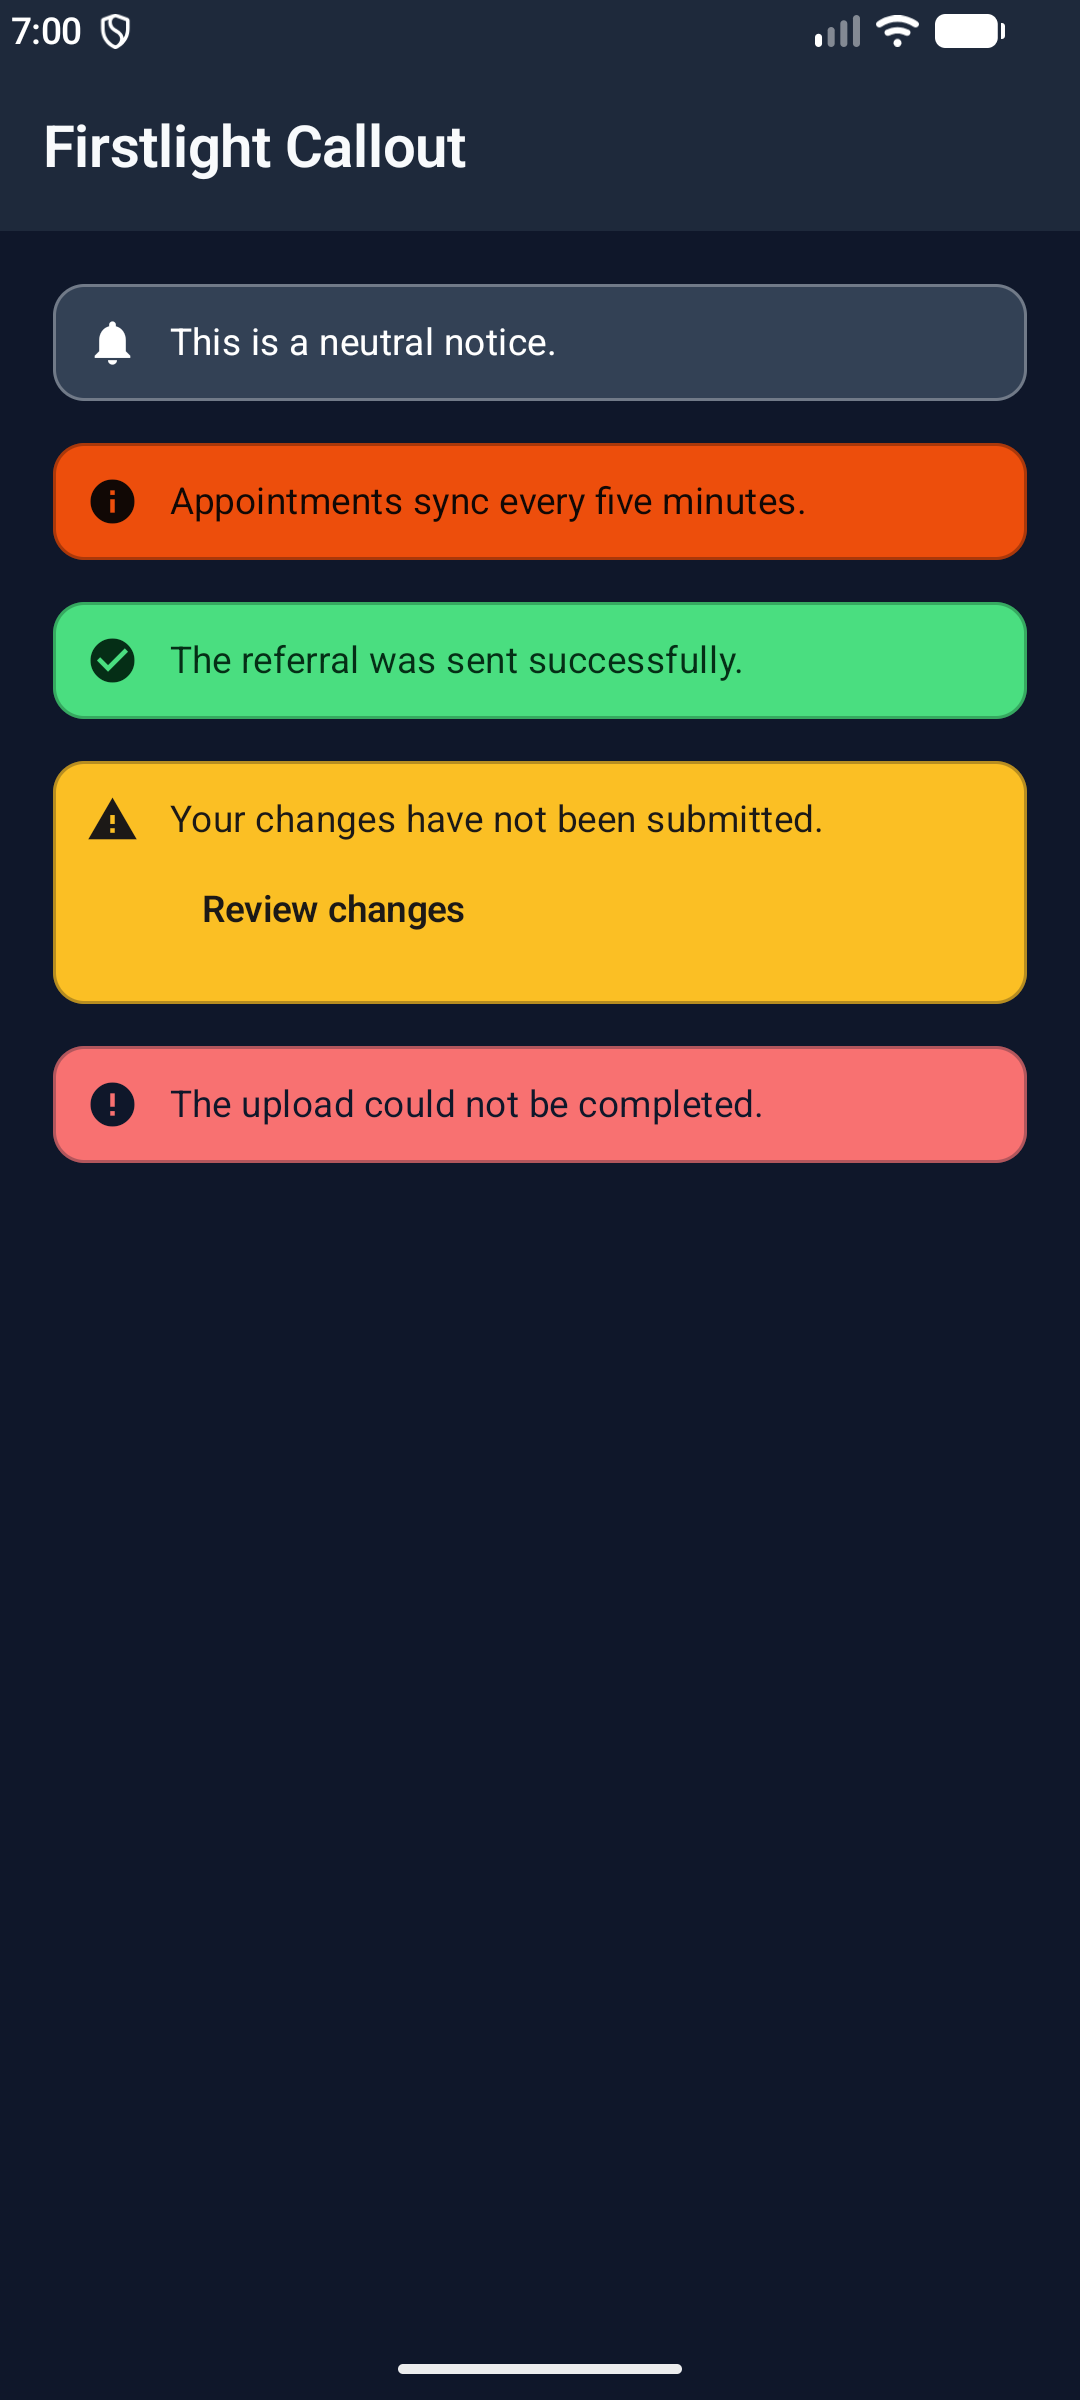 7:00
Firstlight Callout
This is a neutral notice.
Appointments sync every five minutes.
The referral was sent successfully.
Your changes have not been submitted.
Review changes
The upload could not be completed.